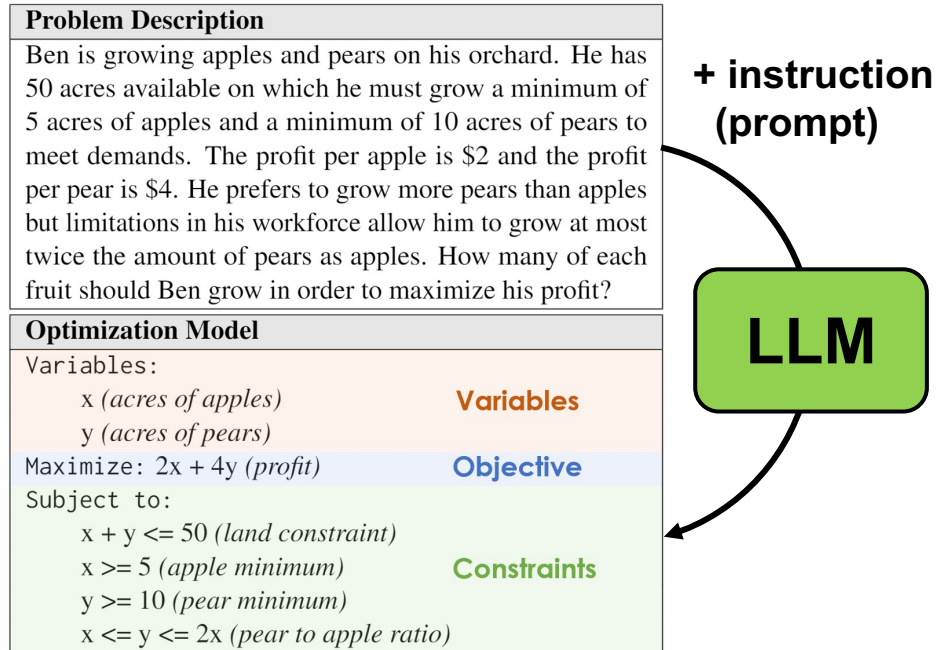 Problem Description
Ben is growing apples and pears on his orchard. He has
50 acres available on which he must grow a minimum of
5 acres of apples and a minimum of 10 acres of pears to
meet demands. The profit per apple is $2 and the profit
per pear is $4. He prefers to grow more pears than apples
but limitations in his workforce allow him to grow at most
twice the amount of pears as apples. How many of each
fruit should Ben grow in order to maximize his profit?
+ instruction
(prompt)
LLM
Optimization Model
Variables:
x (acres of apples)
Variables
y (acres of pears)
Maximize: 2x + 4y (profit)
Objective
Subject to:
x + y <= 50 (land constraint)
x >= 5 (apple minimum)
Constraints
y >= 10 (pear minimum)
x <= y <= 2x (pear to apple ratio)